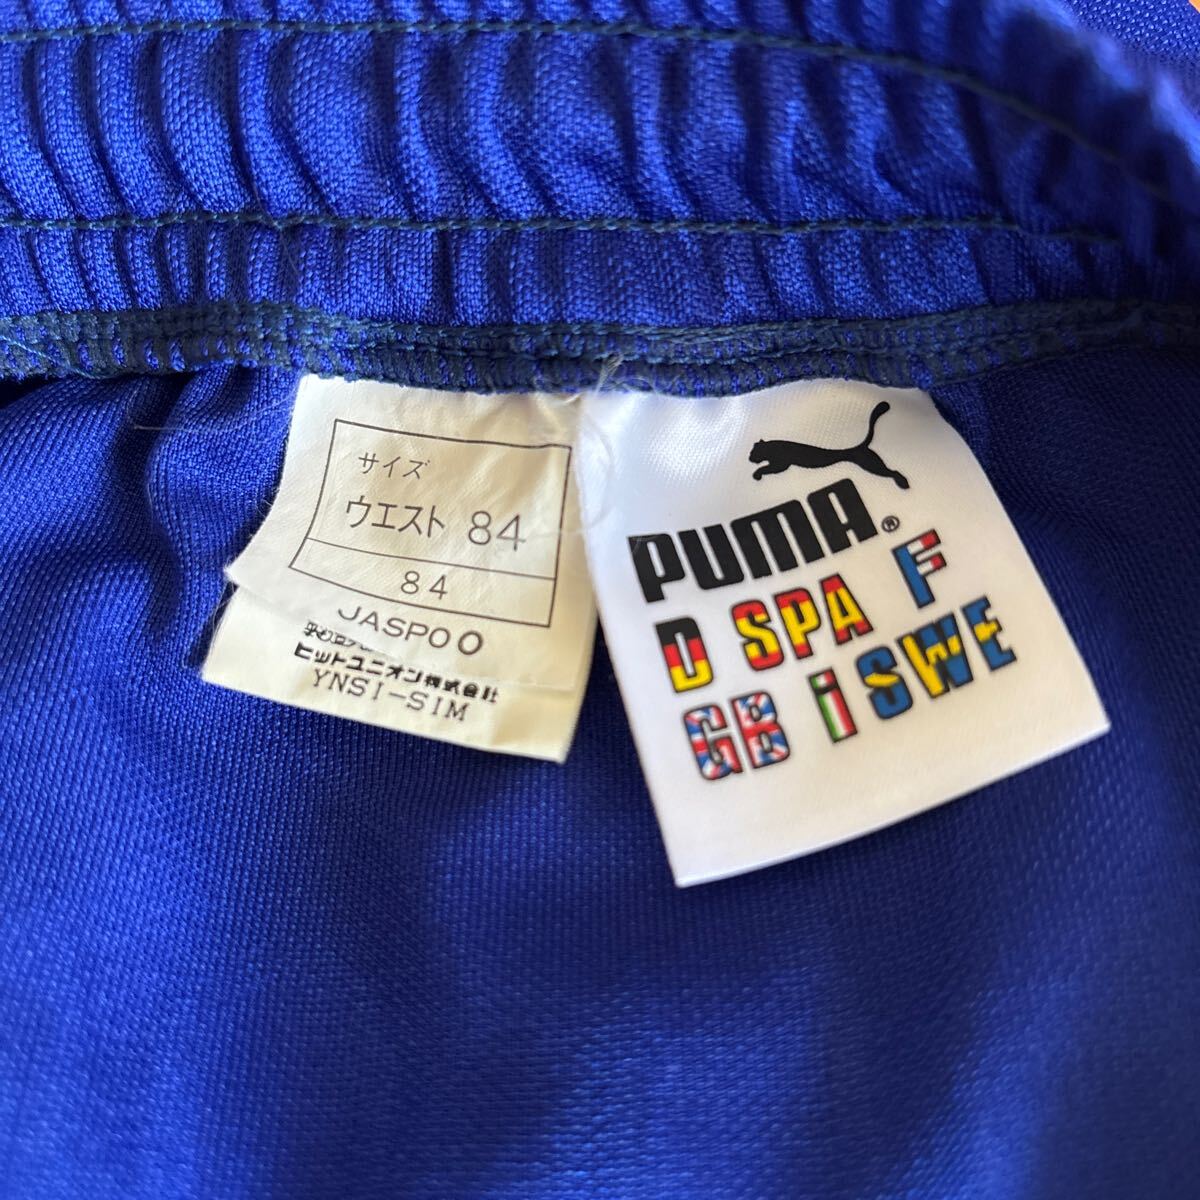 サイズ
ウエスト 84
84
JASPO O
ヒットユニオン株式会社
YNSI-SIM
PUMA®
D SPA F
GB i SWE